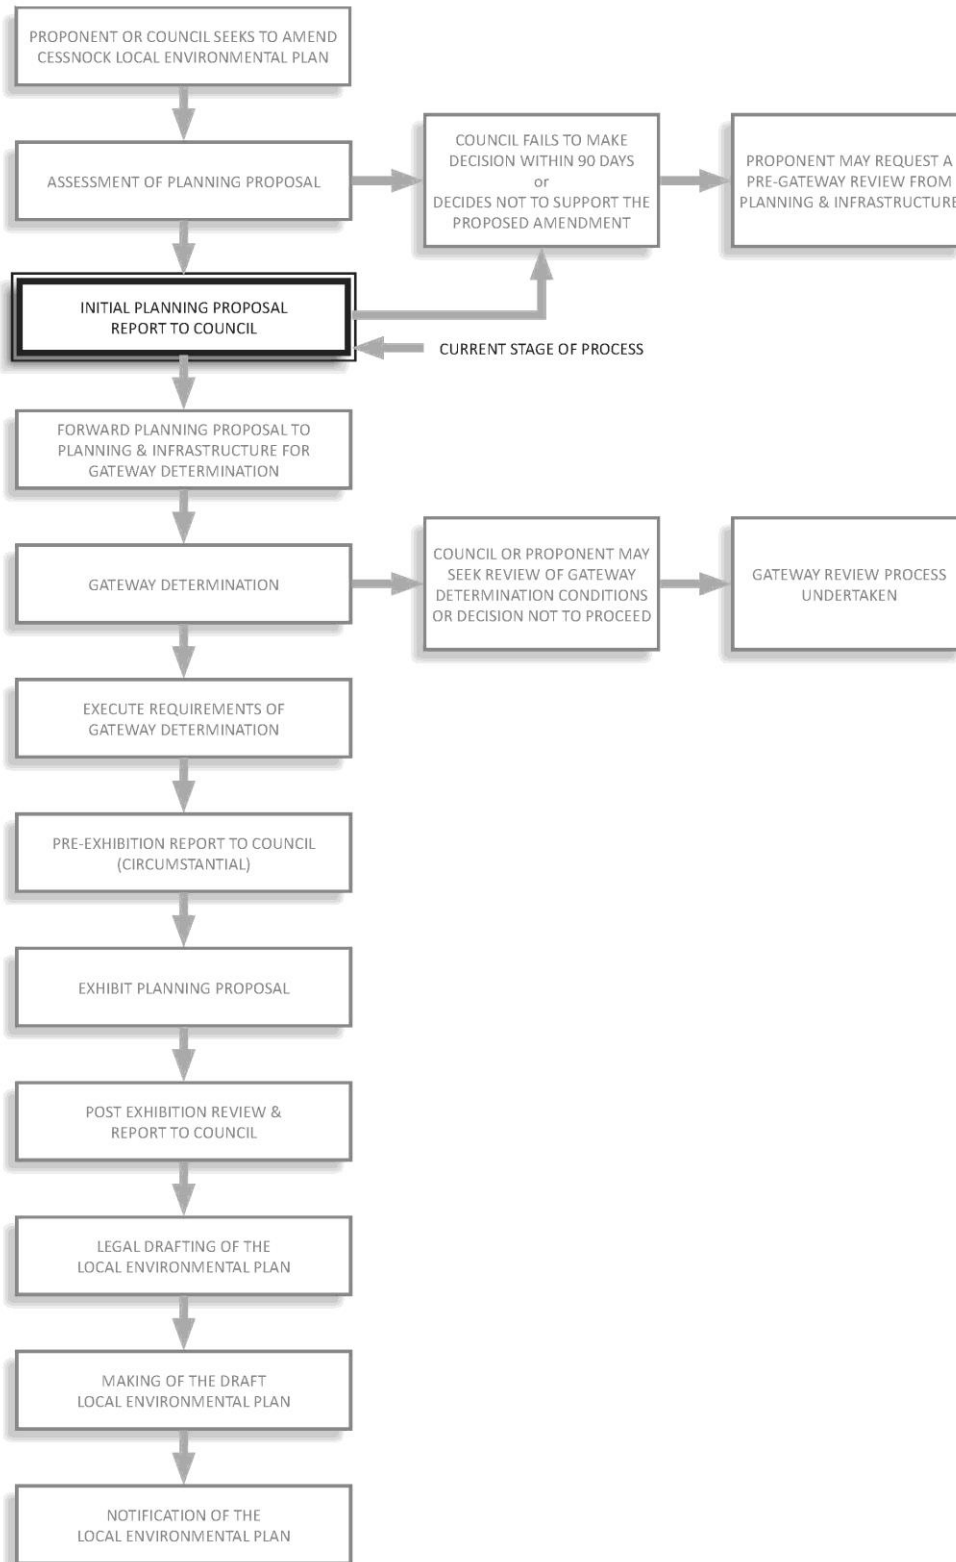 PROPONENT OR COUNCIL SEEKS TO AMEND
CESSNOCK LOCAL ENVIRONMENTAL PLAN
ASSESSMENT OF PLANNING PROPOSAL
COUNCIL FAILS TO MAKE
DECISION WITHIN 90 DAYS
or
DECIDES NOT TO SUPPORT THE
PROPOSED AMENDMENT
PROPONENT MAY REQUEST A
PRE-GATEWAY REVIEW FROM
PLANNING & INFRASTRUCTURE
INITIAL PLANNING PROPOSAL
REPORT TO COUNCIL
CURRENT STAGE OF PROCESS
FORWARD PLANNING PROPOSAL TO
PLANNING & INFRASTRUCTURE FOR
GATEWAY DETERMINATION
GATEWAY DETERMINATION
COUNCIL OR PROPONENT MAY
SEEK REVIEW OF GATEWAY
DETERMINATION CONDITIONS
OR DECISION NOT TO PROCEED
GATEWAY REVIEW PROCESS
UNDERTAKEN
EXECUTE REQUIREMENTS OF
GATEWAY DETERMINATION
PRE-EXHIBITION REPORT TO COUNCIL
(CIRCUMSTANTIAL)
EXHIBIT PLANNING PROPOSAL
POST EXHIBITION REVIEW &
REPORT TO COUNCIL
LEGAL DRAFTING OF THE
LOCAL ENVIRONMENTAL PLAN
MAKING OF THE DRAFT
LOCAL ENVIRONMENTAL PLAN
NOTIFICATION OF THE
LOCAL ENVIRONMENTAL PLAN